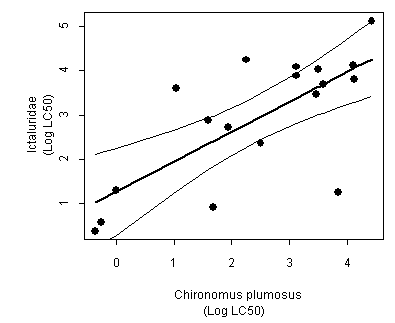 5
4
3
2
1
Ictaluridae
(Log LC50)
0 1 2 3 4
Chironomus plumosus
(Log LC50)